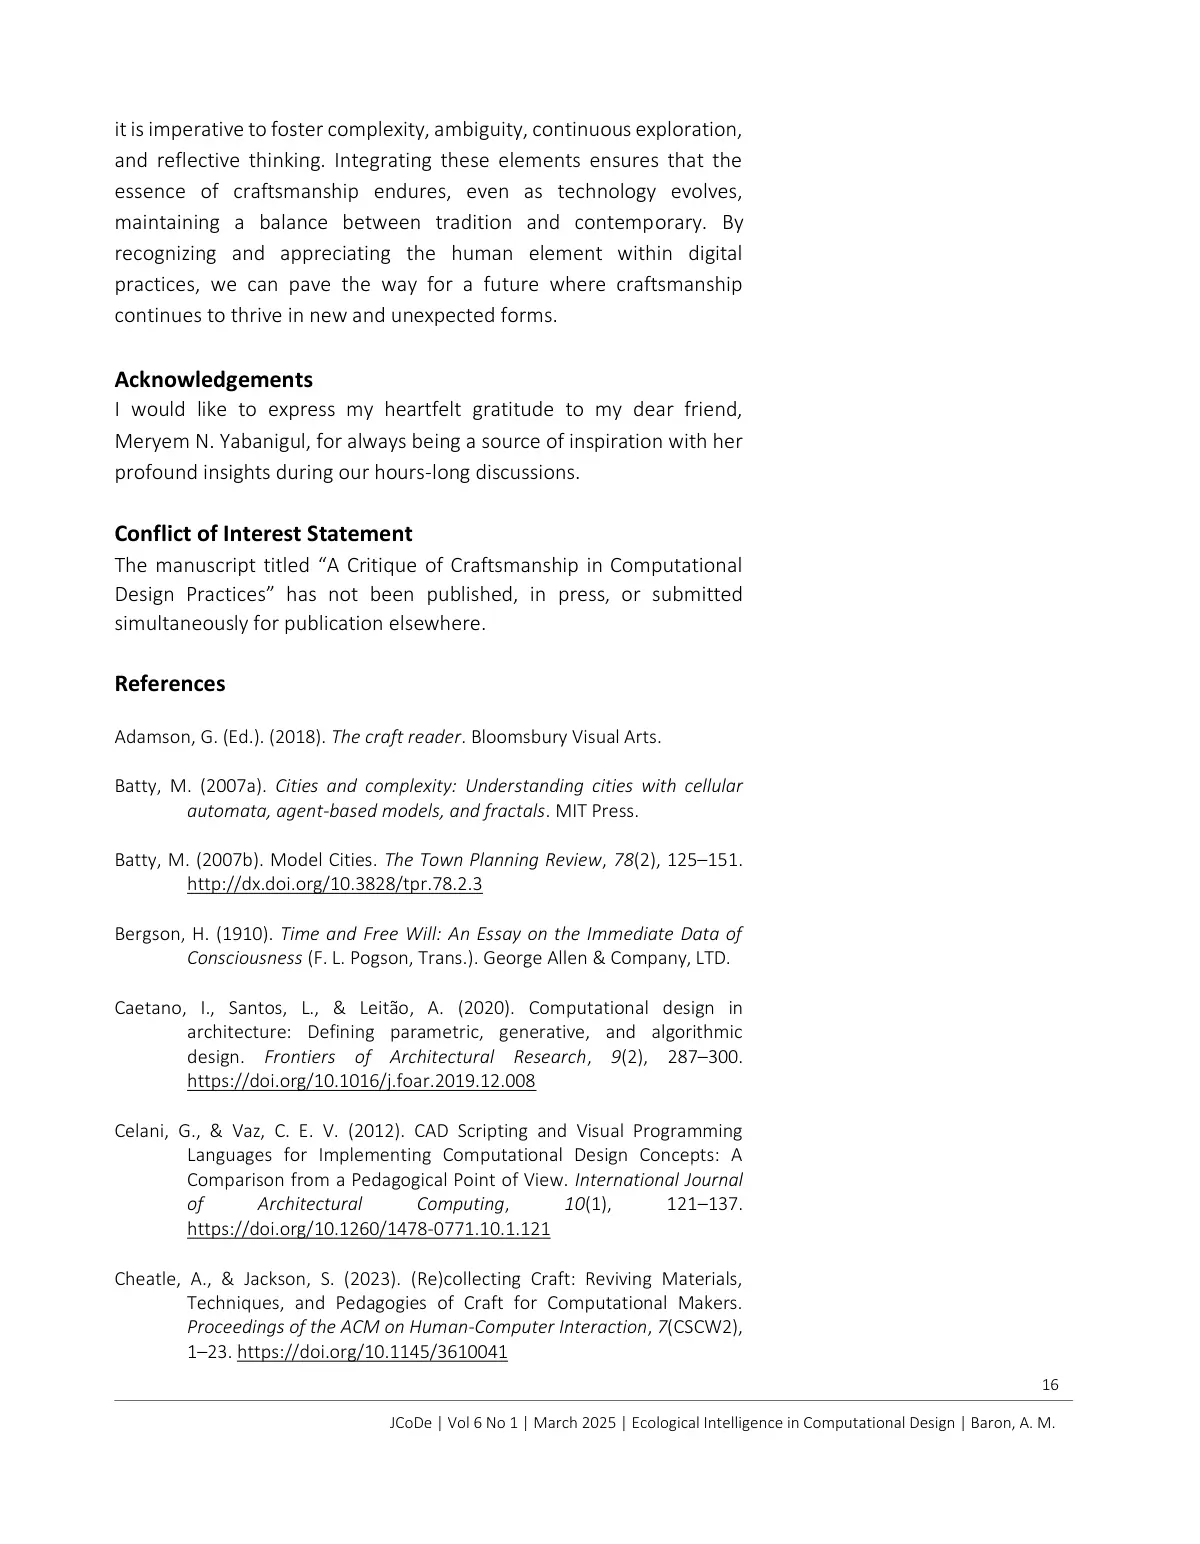 it is imperative to foster complexity, ambiguity, continuous exploration,
and reflective thinking. Integrating these elements ensures that the
essence of craftsmanship endures, even as technology evolves,
maintaining a balance between tradition and contemporary. By
recognizing and appreciating the human element within digital
practices, we can pave the way for a future where craftsmanship
continues to thrive in new and unexpected forms.
Acknowledgements
I would like to express my heartfelt gratitude to my dear friend,
Meryem N. Yabanigul, for always being a source of inspiration with her
profound insights during our hours-long discussions.
Conflict of Interest Statement
The manuscript titled “A Critique of Craftsmanship in Computational
Design Practices” has not been published, in press, or submitted
simultaneously for publication elsewhere.
References
Adamson, G. (Ed.). (2018). The craft reader. Bloomsbury Visual Arts.
Batty, M. (2007a). Cities and complexity: Understanding cities with cellular
automata, agent-based models, and fractals. MIT Press.
Batty, M. (2007b). Model Cities. The Town Planning Review, 78(2), 125–151.
http://dx.doi.org/10.3828/tpr.78.2.3
Bergson, H. (1910). Time and Free Will: An Essay on the Immediate Data of
Consciousness (F. L. Pogson, Trans.). George Allen & Company, LTD.
Caetano, I., Santos, L., & Leitão, A. (2020). Computational design in
architecture: Defining parametric, generative, and algorithmic
design. Frontiers of Architectural Research, 9(2), 287–300.
https://doi.org/10.1016/j.foar.2019.12.008
Celani, G., & Vaz, C. E. V. (2012). CAD Scripting and Visual Programming
Languages for Implementing Computational Design Concepts: A
Comparison from a Pedagogical Point of View. International Journal
of Architectural Computing, 10(1), 121–137.
https://doi.org/10.1260/1478-0771.10.1.121
Cheatle, A., & Jackson, S. (2023). (Re)collecting Craft: Reviving Materials,
Techniques, and Pedagogies of Craft for Computational Makers.
Proceedings of the ACM on Human-Computer Interaction, 7(CSCW2),
1–23. https://doi.org/10.1145/3610041
16
JCoDe | Vol 6 No 1 | March 2025 | Ecological Intelligence in Computational Design | Baron, A. M.